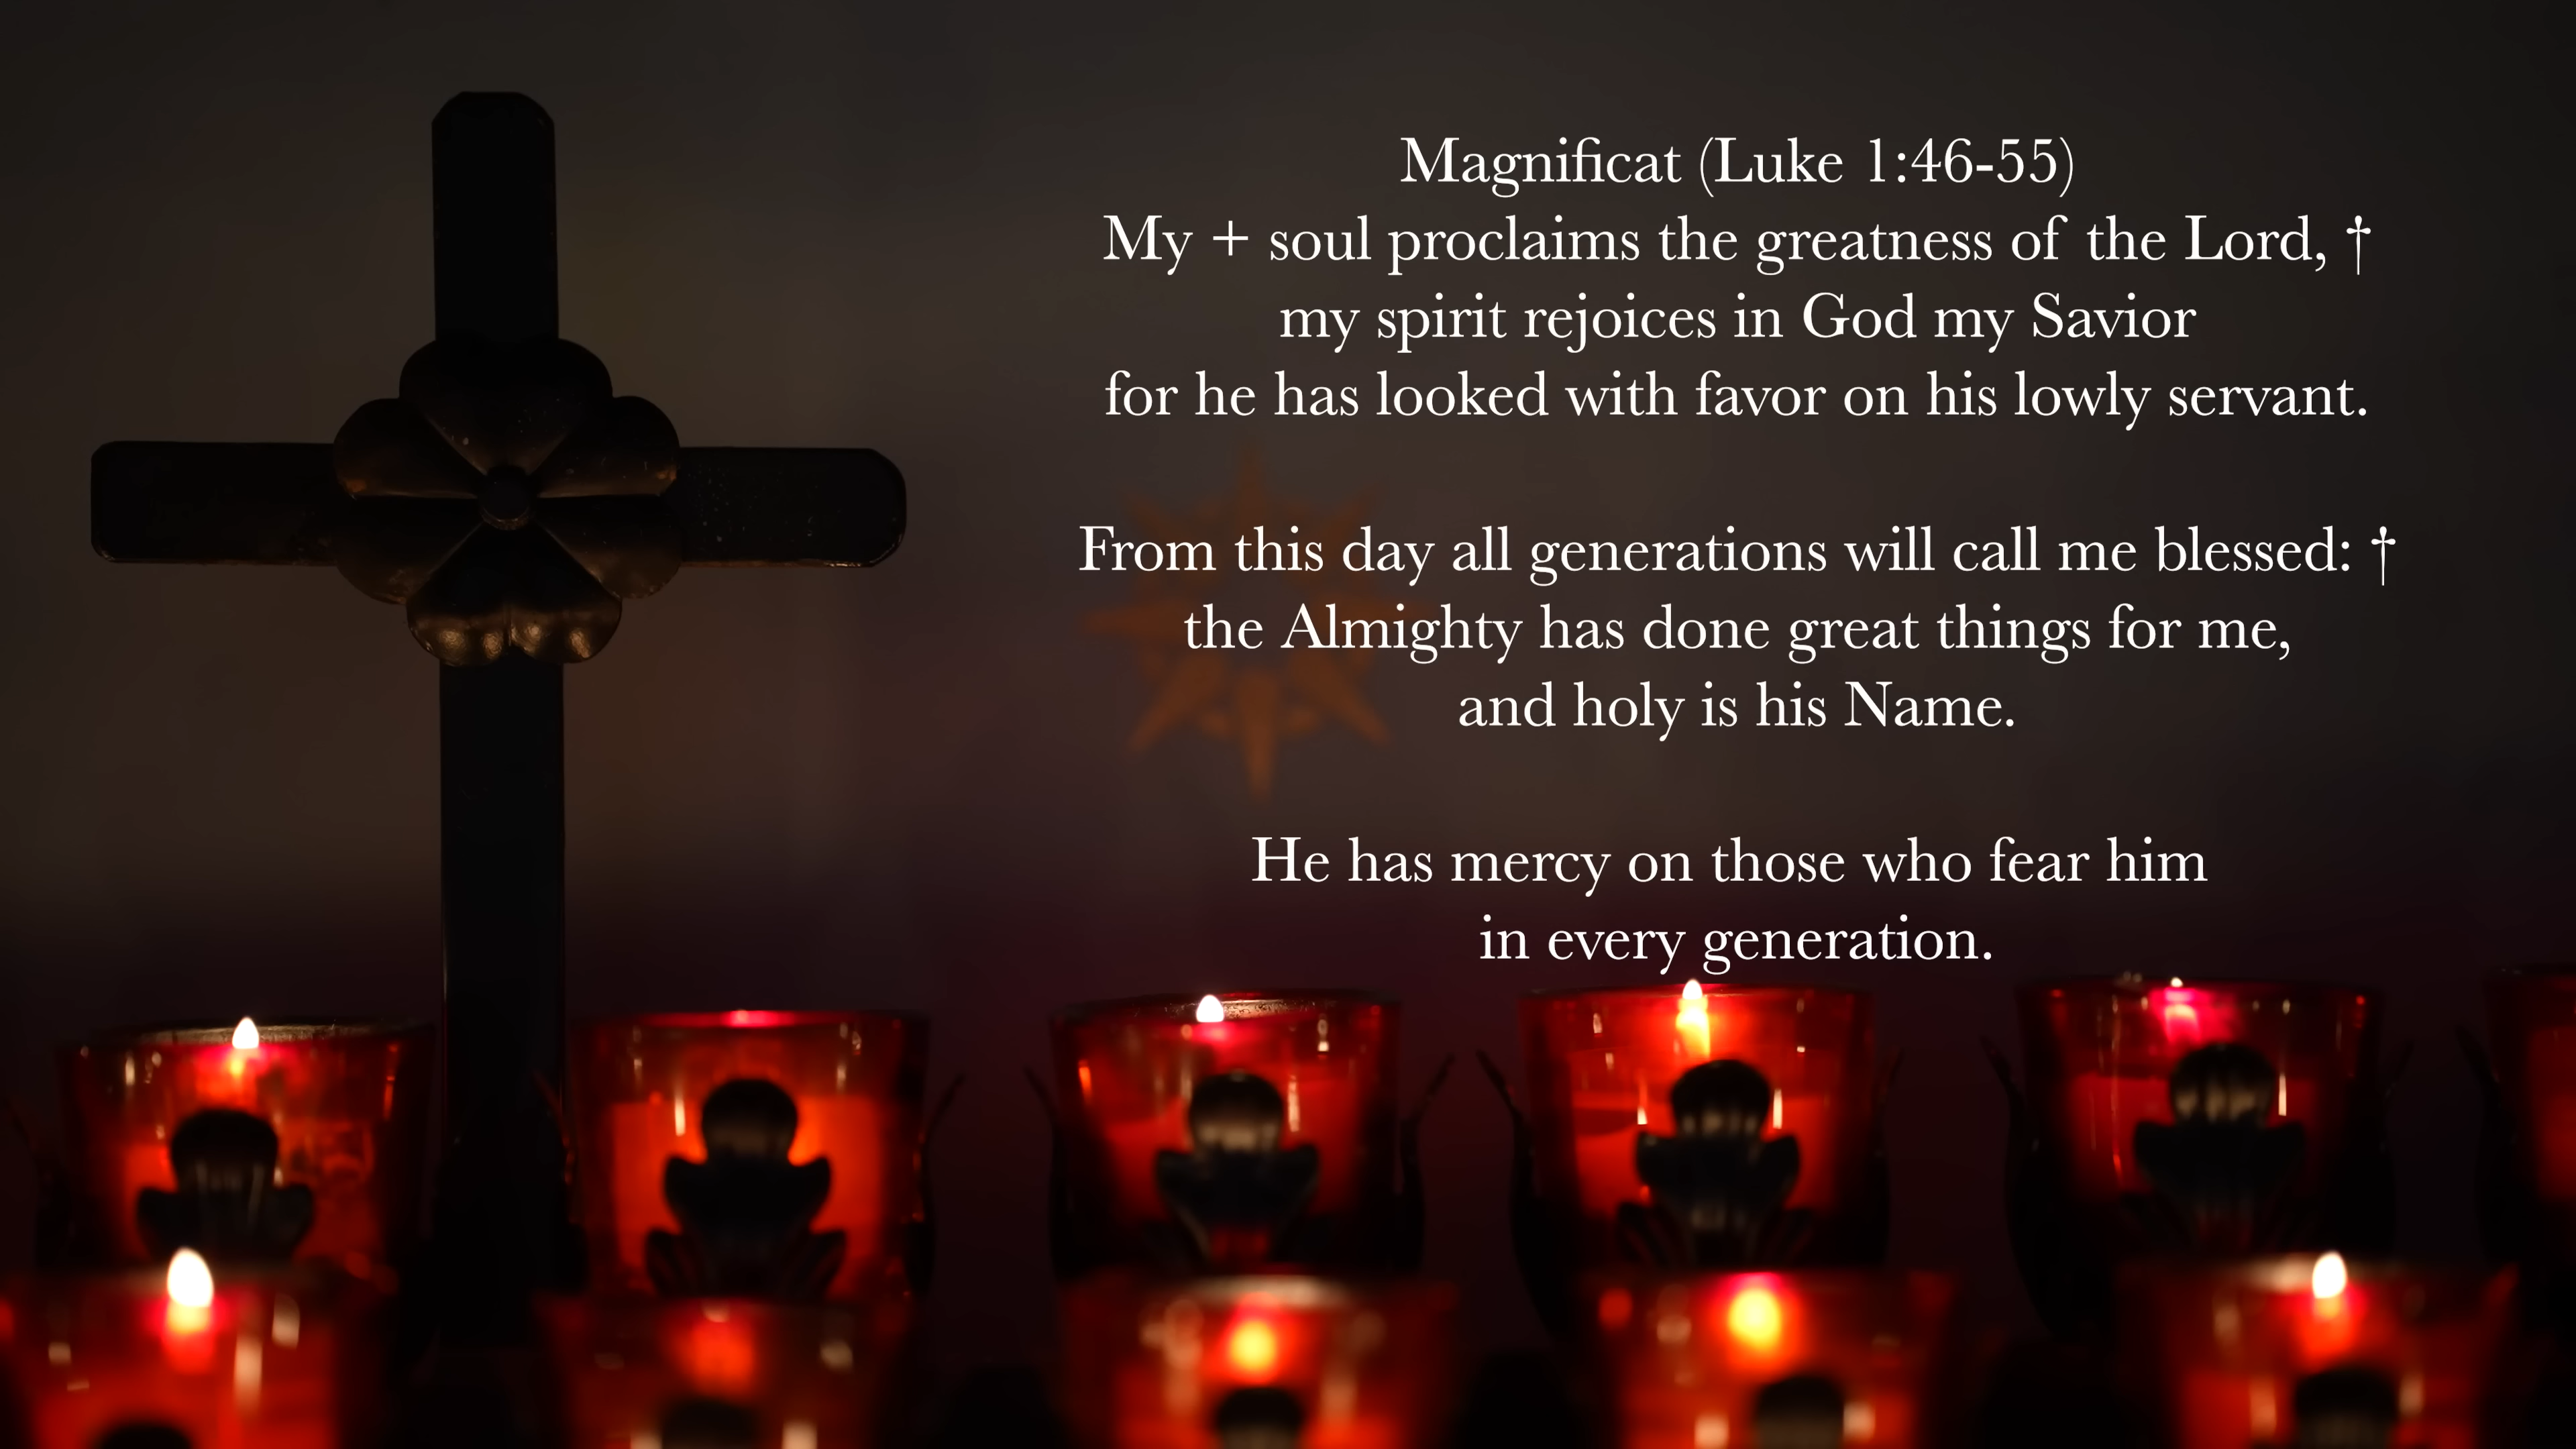 Magnificat (Luke 1:46-55)
My + soul proclaims the greatness of the Lord, †
my spirit rejoices in God my Savior
for he has looked with favor on his lowly servant.
From this day all generations will call me blessed: †
the Almighty has done great things for me,
and holy is his Name.
He has mercy on those who fear him
in every generation.